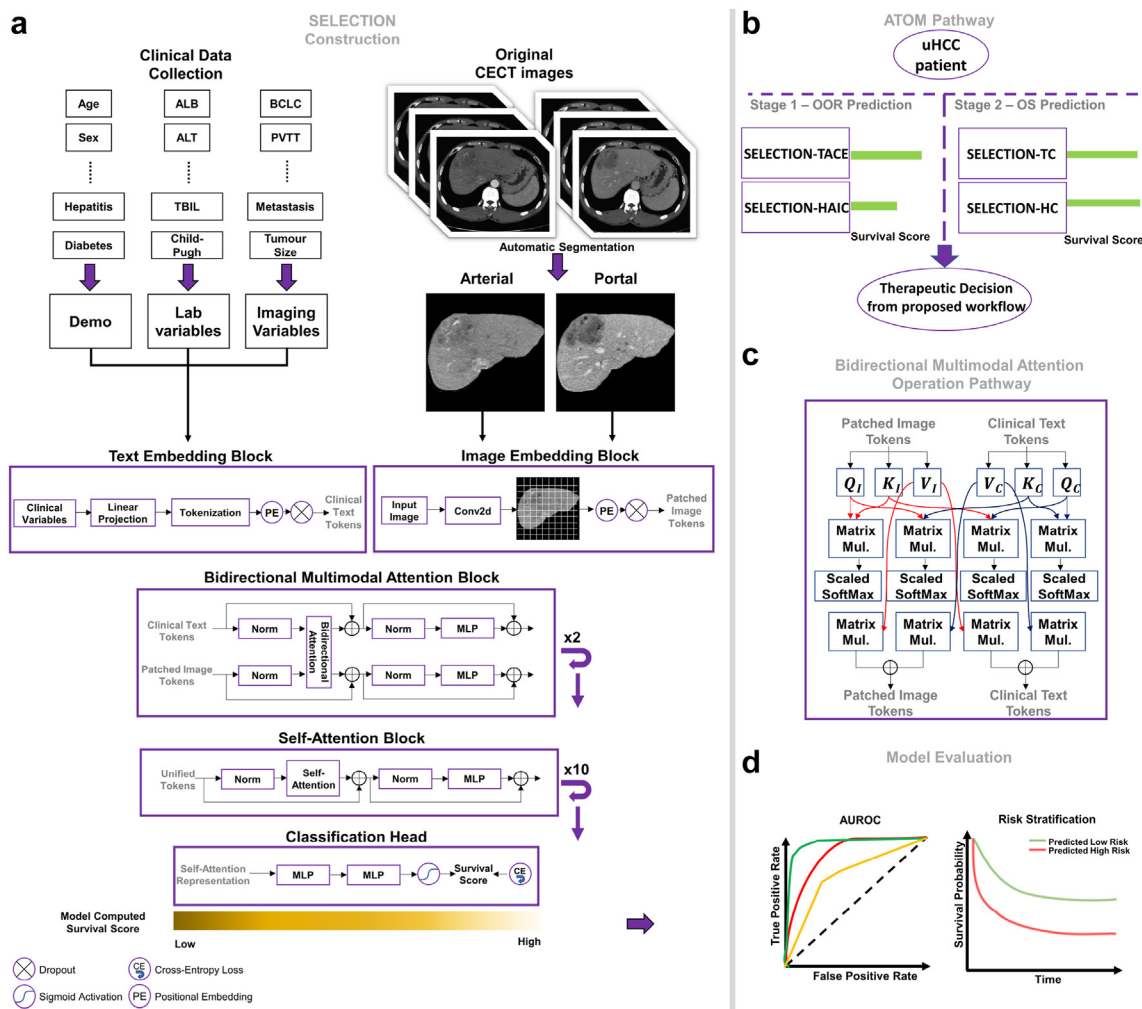 a
SELECTION
Construction
Clinical Data
Collection
Age
ALB
BCLC
Sex
ALT
PVTT
Hepatitis
TBIL
Metastasis
Diabetes
Child-
Pugh
Tumour
Size
Demo
Lab
variables
Imaging
Variables
Original
CECT images
Automatic Segmentation
Arterial
Portal
Text Embedding Block
Clinical
Variables
Linear
Projection
Tokenization
PE
Clinical
Text
Tokens
Image Embedding Block
Input
Image
Conv2d
PE
Patched
Image
Tokens
Bidirectional Multimodal Attention Block
Clinical Text
Tokens
Norm
Bidirectional
Attention
Norm
MLP
Patched Image
Tokens
Norm
Norm
MLP
x2
Self-Attention Block
Unified
Tokens
Norm
Self-
Attention
Norm
MLP
x10
Classification Head
Self-Attention
Representation
MLP
MLP
Survival
Score
CE
Model Computed
Survival Score
Low
High
Dropout
CE
Cross-Entropy Loss
Sigmoid Activation
PE
Positional Embedding
b
ATOM Pathway
uHCC
patient
Stage 1 – OOR Prediction
Stage 2 – OS Prediction
SELECTION-TACE
SELECTION-HAIC
Survival Score
SELECTION-TC
SELECTION-HC
Survival Score
Therapeutic Decision
from proposed workflow
c
Bidirectional Multimodal Attention
Operation Pathway
Patched Image
Tokens
Clinical Text
Tokens
Q_I
K_I
V_I
V_C
K_C
Q_C
Matrix
Mul.
Matrix
Mul.
Matrix
Mul.
Matrix
Mul.
Scaled
SoftMax
Scaled
SoftMax
Scaled
SoftMax
Scaled
SoftMax
Matrix
Mul.
Matrix
Mul.
Matrix
Mul.
Matrix
Mul.
Patched Image
Tokens
Clinical Text
Tokens
d
Model Evaluation
AUROC
True Positive Rate
False Positive Rate
Risk Stratification
Predicted Low Risk
Predicted High Risk
Survival Probability
Time